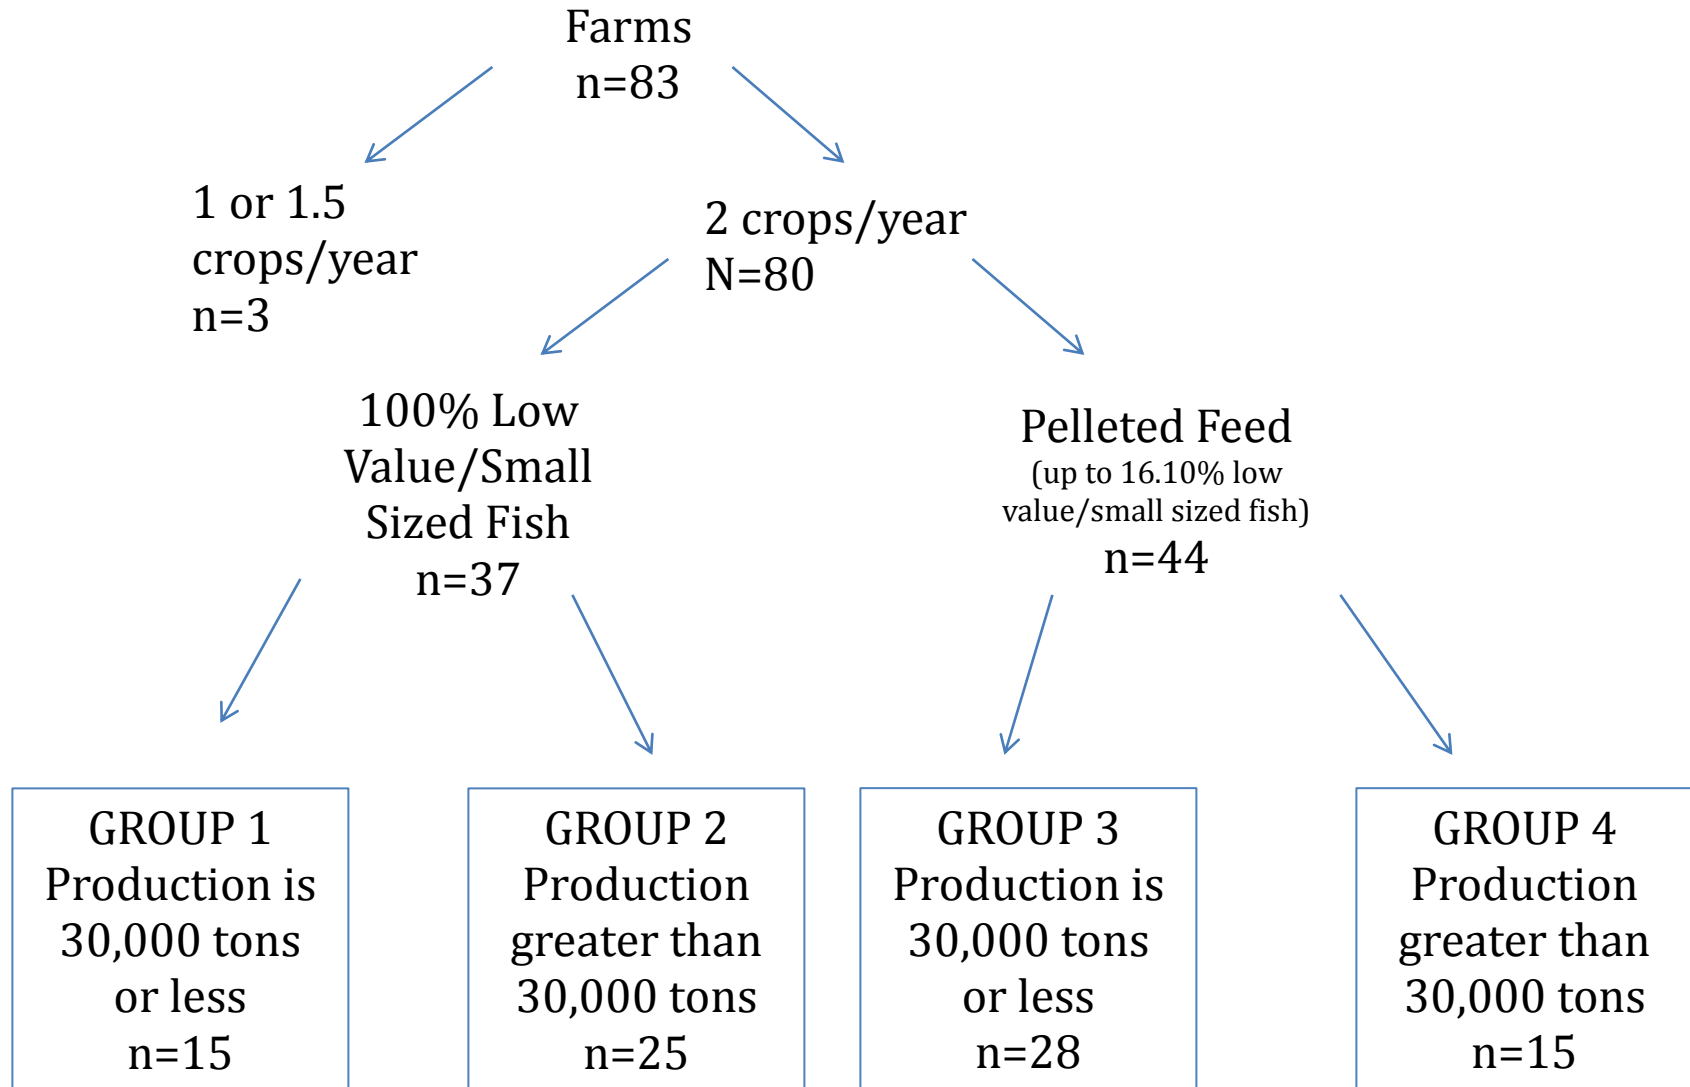 Farms
n=83
1 or 1.5
crops/year
n=3
2 crops/year
N=80
100% Low
Value/Small
Sized Fish
n=37
Pelleted Feed
(up to 16.10% low
value/small sized fish)
n=44
GROUP 1
Production is
30,000 tons
or less
n=15
GROUP 2
Production
greater than
30,000 tons
n=25
GROUP 3
Production is
30,000 tons
or less
n=28
GROUP 4
Production
greater than
30,000 tons
n=15